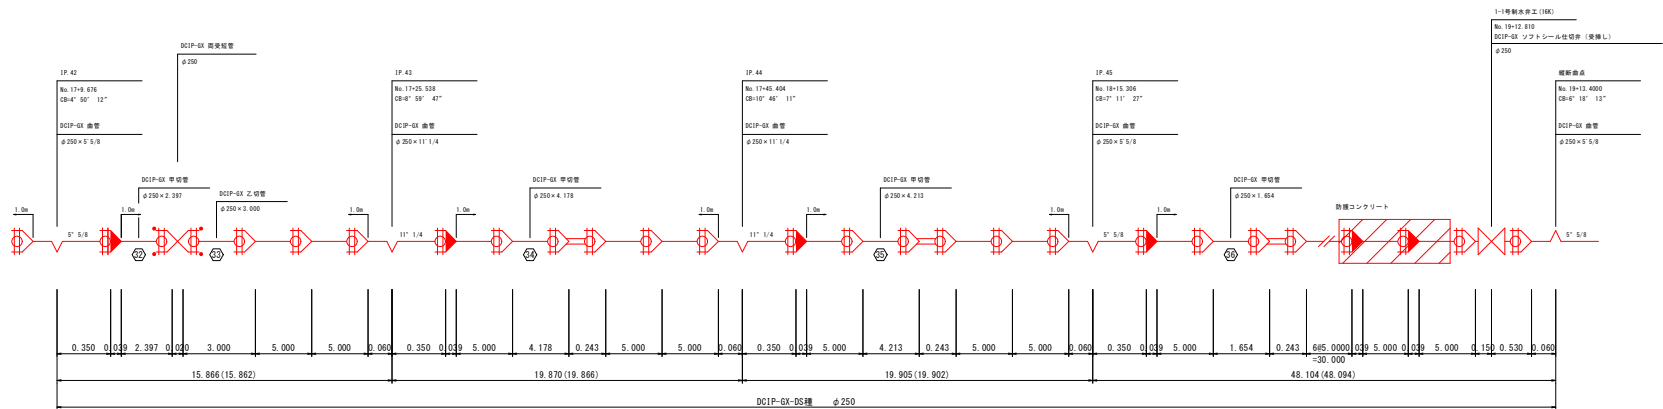 1-1号制水弁工(16K)
No.19+12.810
DCIP-GX ソフトシール仕切弁 (受挿し)
φ250
DCIP-GX 両受短管
φ250
IP.42
No.17+9.676
CB=4° 50′ 12″
DCIP-GX 曲管
φ250×5°5/8
IP.43
No.17+25.538
CB=8° 59′ 47″
DCIP-GX 曲管
φ250×11°1/4
IP.44
No.17+45.404
CB=10° 46′ 11″
DCIP-GX 曲管
φ250×11°1/4
IP.45
No.18+15.306
CB=7° 11′ 27″
DCIP-GX 曲管
φ250×5°5/8
縦断曲点
No.19+13.4000
CB=6° 18′ 13″
DCIP-GX 曲管
φ250×5°5/8
DCIP-GX 甲切管
φ250×2.397
DCIP-GX 乙切管
φ250×3.000
DCIP-GX 甲切管
φ250×4.178
DCIP-GX 甲切管
φ250×4.213
DCIP-GX 甲切管
φ250×1.654
防護コンクリート
1.0m 1.0m 1.0m 1.0m 1.0m 1.0m 1.0m 1.0m
5° 5/8 11° 1/4 11° 1/4 5° 5/8 5° 5/8
32 33 34 35 36
0.350 0.039 2.397 0.020 3.000 5.000 5.000 0.060 0.350 0.039 5.000 4.178 0.243 5.000 5.000 0.060 0.350 0.039 5.000 4.213 0.243 5.000 5.000 0.060 0.350 0.039 5.000 1.654 0.243 6@5.000 0.039 5.000 0.039 5.000 0.150 0.530 0.060
=30.000
15.866(15.862) 19.870(19.866) 19.905(19.902) 48.104(48.094)
DCIP-GX-DS種 φ250